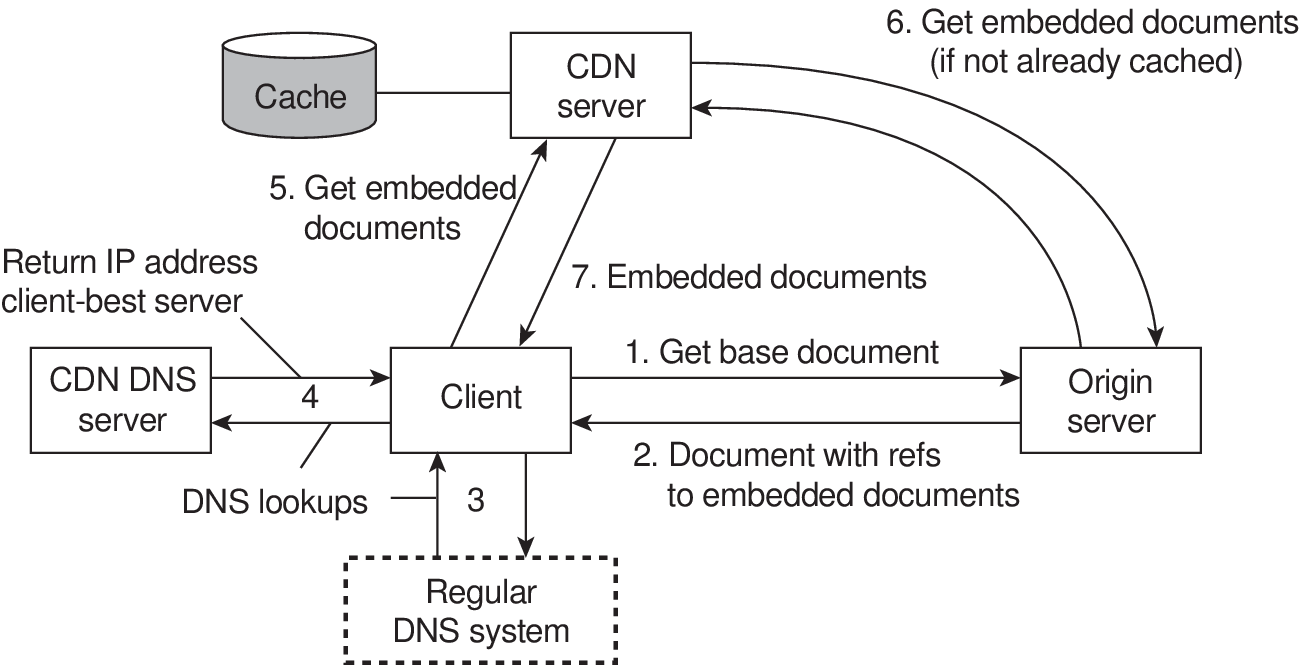 6. Get embedded documents
(if not already cached)
CDN
server
Cache
5. Get embedded
documents
Return IP address
client-best server
7. Embedded documents
1. Get base document
CDN DNS
server
4
Client
Origin
server
2. Document with refs
to embedded documents
DNS lookups
3
Regular
DNS system